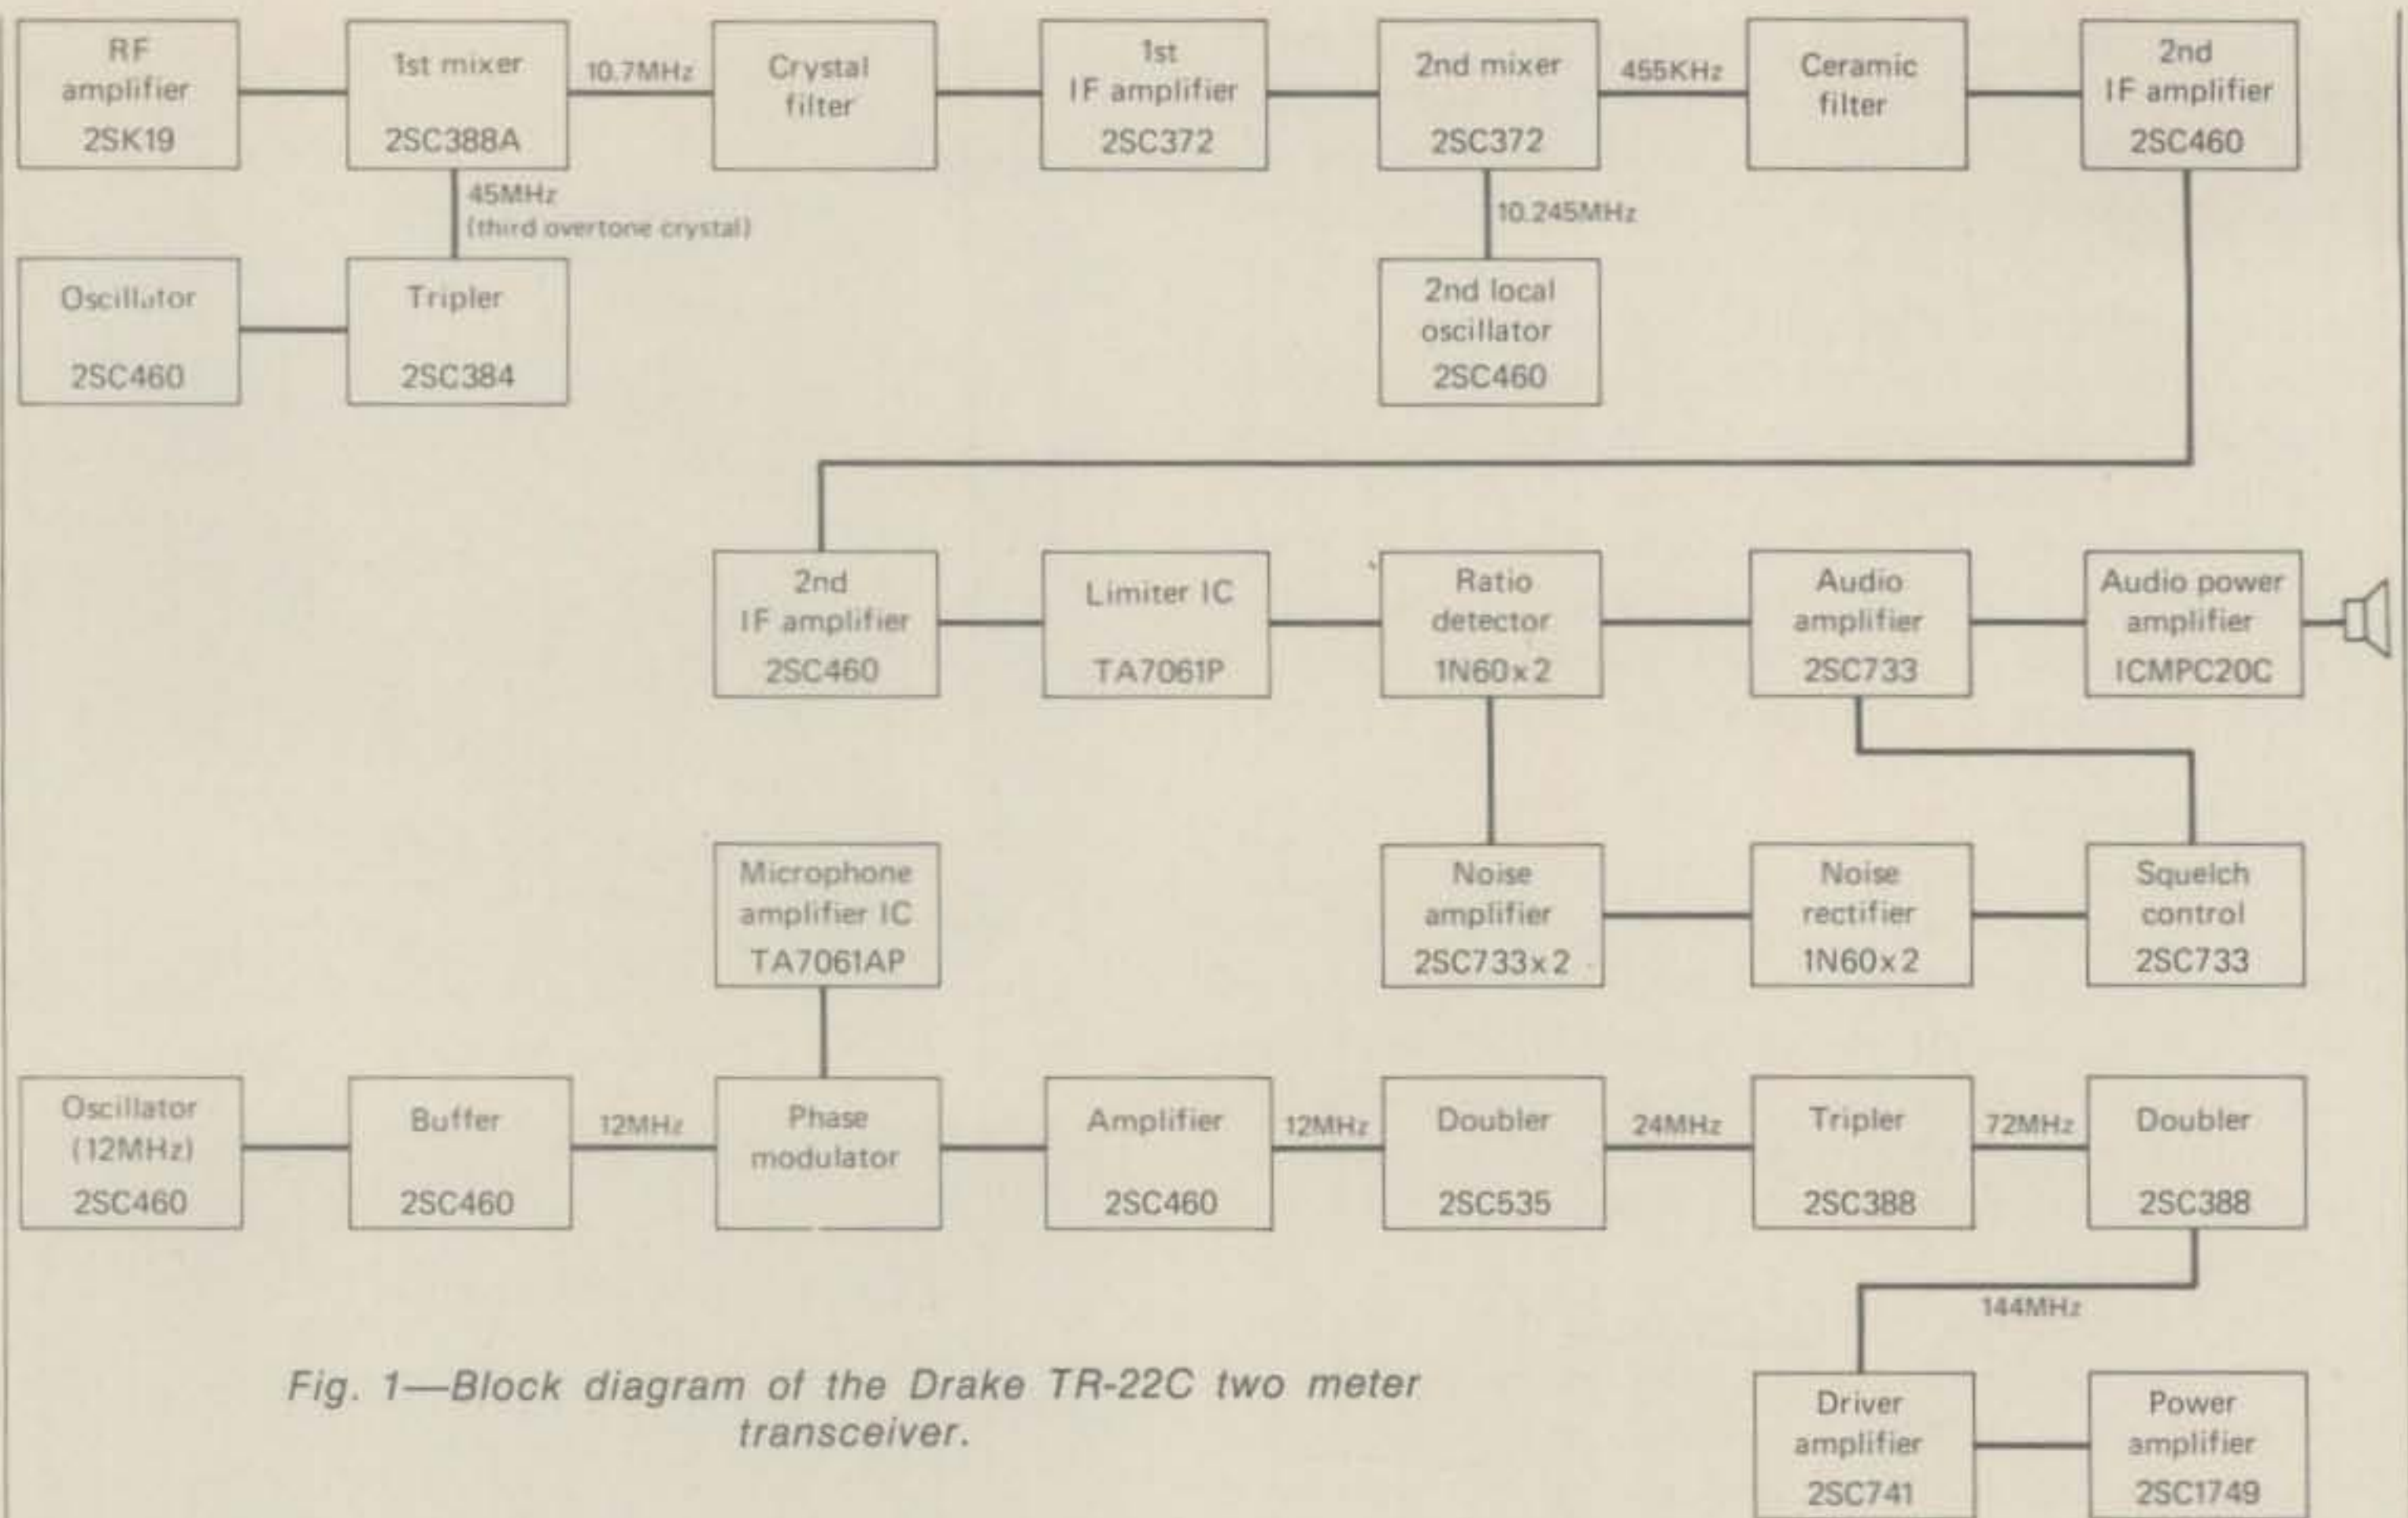 RF
amplifier
2SK19
1st mixer
2SC388A
10.7MHz
Crystal
filter
1st
IF amplifier
2SC372
2nd mixer
2SC372
455KHz
Ceramic
filter
2nd
IF amplifier
2SC460
45MHz
(third overtone crystal)
10.245MHz
Oscillator
2SC460
Tripler
2SC384
2nd local
oscillator
2SC460
2nd
IF amplifier
2SC460
Limiter IC
TA7061P
Ratio
detector
1N60x2
Audio
amplifier
2SC733
Audio power
amplifier
ICMPC20C
Microphone
amplifier IC
TA7061AP
Noise
amplifier
2SC733x2
Noise
rectifier
1N60x2
Squelch
control
2SC733
Oscillator
(12MHz)
2SC460
Buffer
2SC460
12MHz
Phase
modulator
Amplifier
2SC460
12MHz
Doubler
2SC535
24MHz
Tripler
2SC388
72MHz
Doubler
2SC388
144MHz
Driver
amplifier
2SC741
Power
amplifier
2SC1749
Fig. 1—Block diagram of the Drake TR-22C two meter
transceiver.